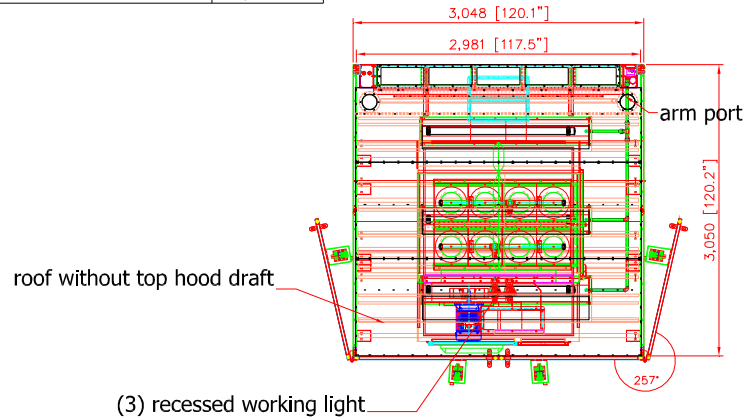 3,048 [120.1"]
2,981 [117.5"]
arm port
3,050 [120.2"]
roof without top hood draft
257°
(3) recessed working light